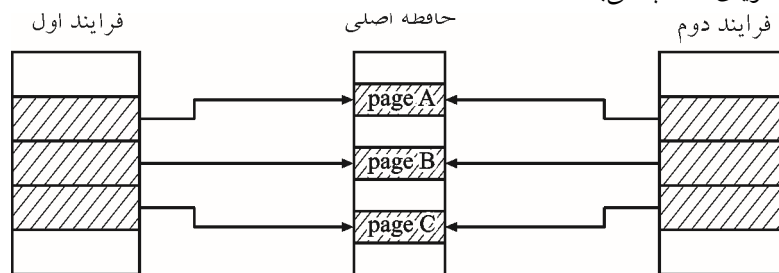 فرایند اول
حافظه اصلی
فرایند دوم
page A
page B
page C